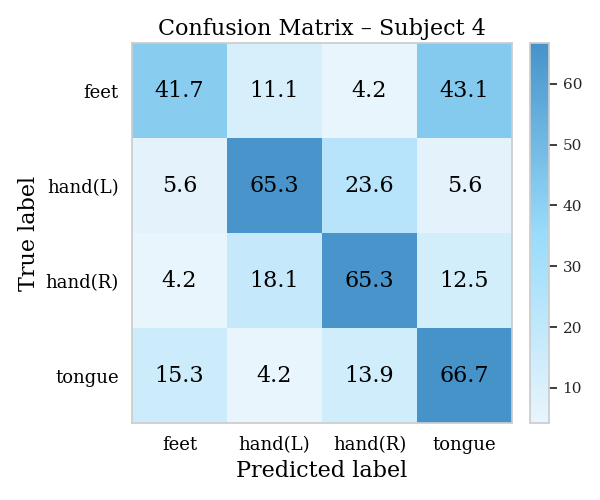 Confusion Matrix – Subject 4
feet 41.7 11.1 4.2 43.1
hand(L) 5.6 65.3 23.6 5.6
hand(R) 4.2 18.1 65.3 12.5
tongue 15.3 4.2 13.9 66.7
feet hand(L) hand(R) tongue
Predicted label
True label
60
50
40
30
20
10